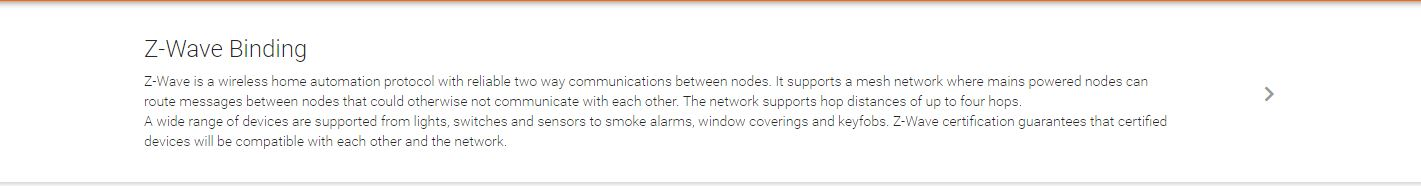 Z-Wave Binding
Z-Wave is a wireless home automation protocol with reliable two way communications between nodes. It supports a mesh network where mains powered nodes can
route messages between nodes that could otherwise not communicate with each other. The network supports hop distances of up to four hops.
A wide range of devices are supported from lights, switches and sensors to smoke alarms, window coverings and keyfobs. Z-Wave certification guarantees that certified
devices will be compatible with each other and the network.